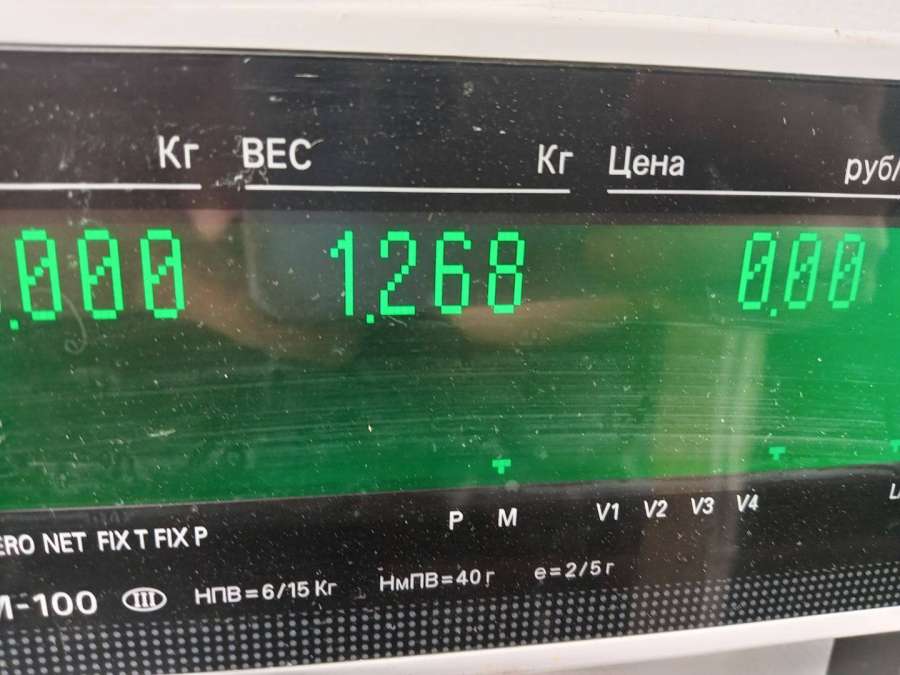 Кг ВЕС Кг Цена руб/
.000 1.268 0.00
P M V1 V2 V3 V4
ERO NET FIX T FIX P
M-100 III НПВ=6/15 Кг НмПВ=40 г e=2/5 г